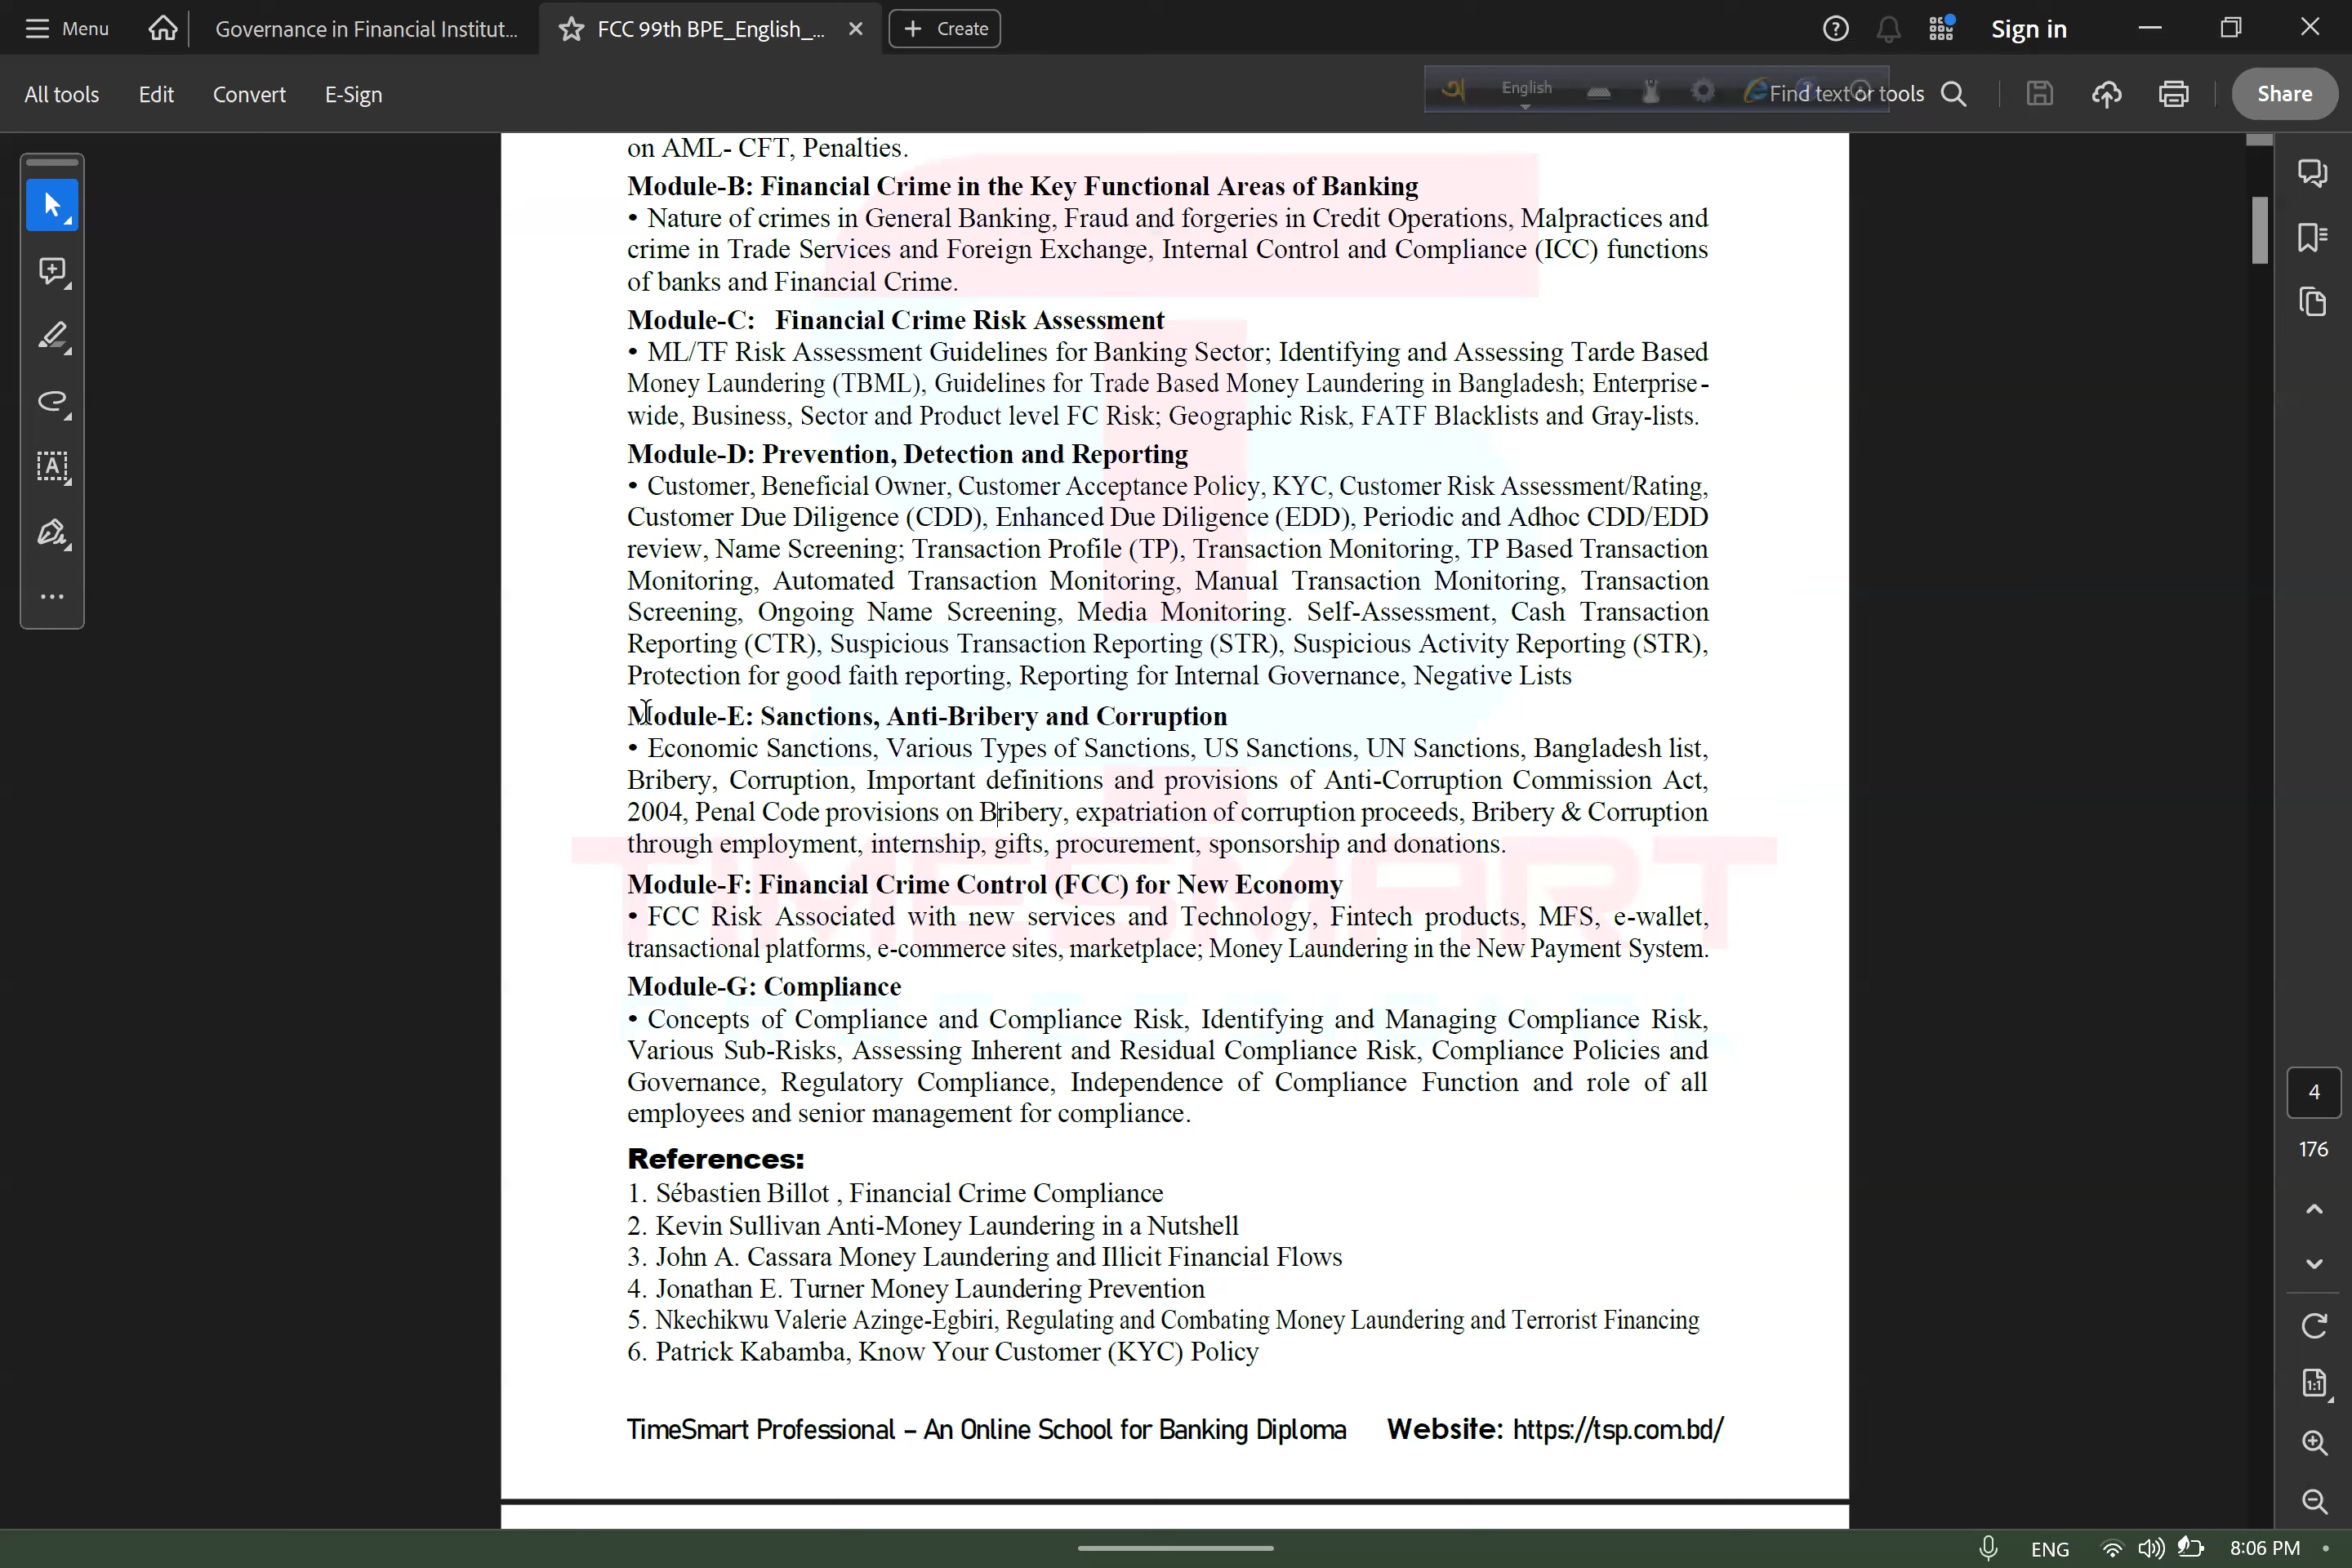 Menu
Governance in Financial Institut...
FCC 99th BPE_English_...
Create
Sign in
All tools
Edit
Convert
E-Sign
English
Find text or tools
Share
on AML- CFT, Penalties.
Module-B: Financial Crime in the Key Functional Areas of Banking
• Nature of crimes in General Banking, Fraud and forgeries in Credit Operations, Malpractices and
crime in Trade Services and Foreign Exchange, Internal Control and Compliance (ICC) functions
of banks and Financial Crime.
Module-C: Financial Crime Risk Assessment
• ML/TF Risk Assessment Guidelines for Banking Sector; Identifying and Assessing Tarde Based
Money Laundering (TBML), Guidelines for Trade Based Money Laundering in Bangladesh; Enterprise-
wide, Business, Sector and Product level FC Risk; Geographic Risk, FATF Blacklists and Gray-lists.
Module-D: Prevention, Detection and Reporting
• Customer, Beneficial Owner, Customer Acceptance Policy, KYC, Customer Risk Assessment/Rating,
Customer Due Diligence (CDD), Enhanced Due Diligence (EDD), Periodic and Adhoc CDD/EDD
review, Name Screening; Transaction Profile (TP), Transaction Monitoring, TP Based Transaction
Monitoring, Automated Transaction Monitoring, Manual Transaction Monitoring, Transaction
Screening, Ongoing Name Screening, Media Monitoring. Self-Assessment, Cash Transaction
Reporting (CTR), Suspicious Transaction Reporting (STR), Suspicious Activity Reporting (STR),
Protection for good faith reporting, Reporting for Internal Governance, Negative Lists
Module-E: Sanctions, Anti-Bribery and Corruption
• Economic Sanctions, Various Types of Sanctions, US Sanctions, UN Sanctions, Bangladesh list,
Bribery, Corruption, Important definitions and provisions of Anti-Corruption Commission Act,
2004, Penal Code provisions on Bribery, expatriation of corruption proceeds, Bribery & Corruption
through employment, internship, gifts, procurement, sponsorship and donations.
TIMESMART
Module-F: Financial Crime Control (FCC) for New Economy
• FCC Risk Associated with new services and Technology, Fintech products, MFS, e-wallet,
transactional platforms, e-commerce sites, marketplace; Money Laundering in the New Payment System.
Module-G: Compliance
• Concepts of Compliance and Compliance Risk, Identifying and Managing Compliance Risk,
Various Sub-Risks, Assessing Inherent and Residual Compliance Risk, Compliance Policies and
Governance, Regulatory Compliance, Independence of Compliance Function and role of all
employees and senior management for compliance.
References:
1. Sébastien Billot , Financial Crime Compliance
2. Kevin Sullivan Anti-Money Laundering in a Nutshell
3. John A. Cassara Money Laundering and Illicit Financial Flows
4. Jonathan E. Turner Money Laundering Prevention
5. Nkechikwu Valerie Azinge-Egbiri, Regulating and Combating Money Laundering and Terrorist Financing
6. Patrick Kabamba, Know Your Customer (KYC) Policy
TimeSmart Professional – An Online School for Banking Diploma Website: https://tsp.com.bd/
4
176
1:1
ENG
8:06 PM